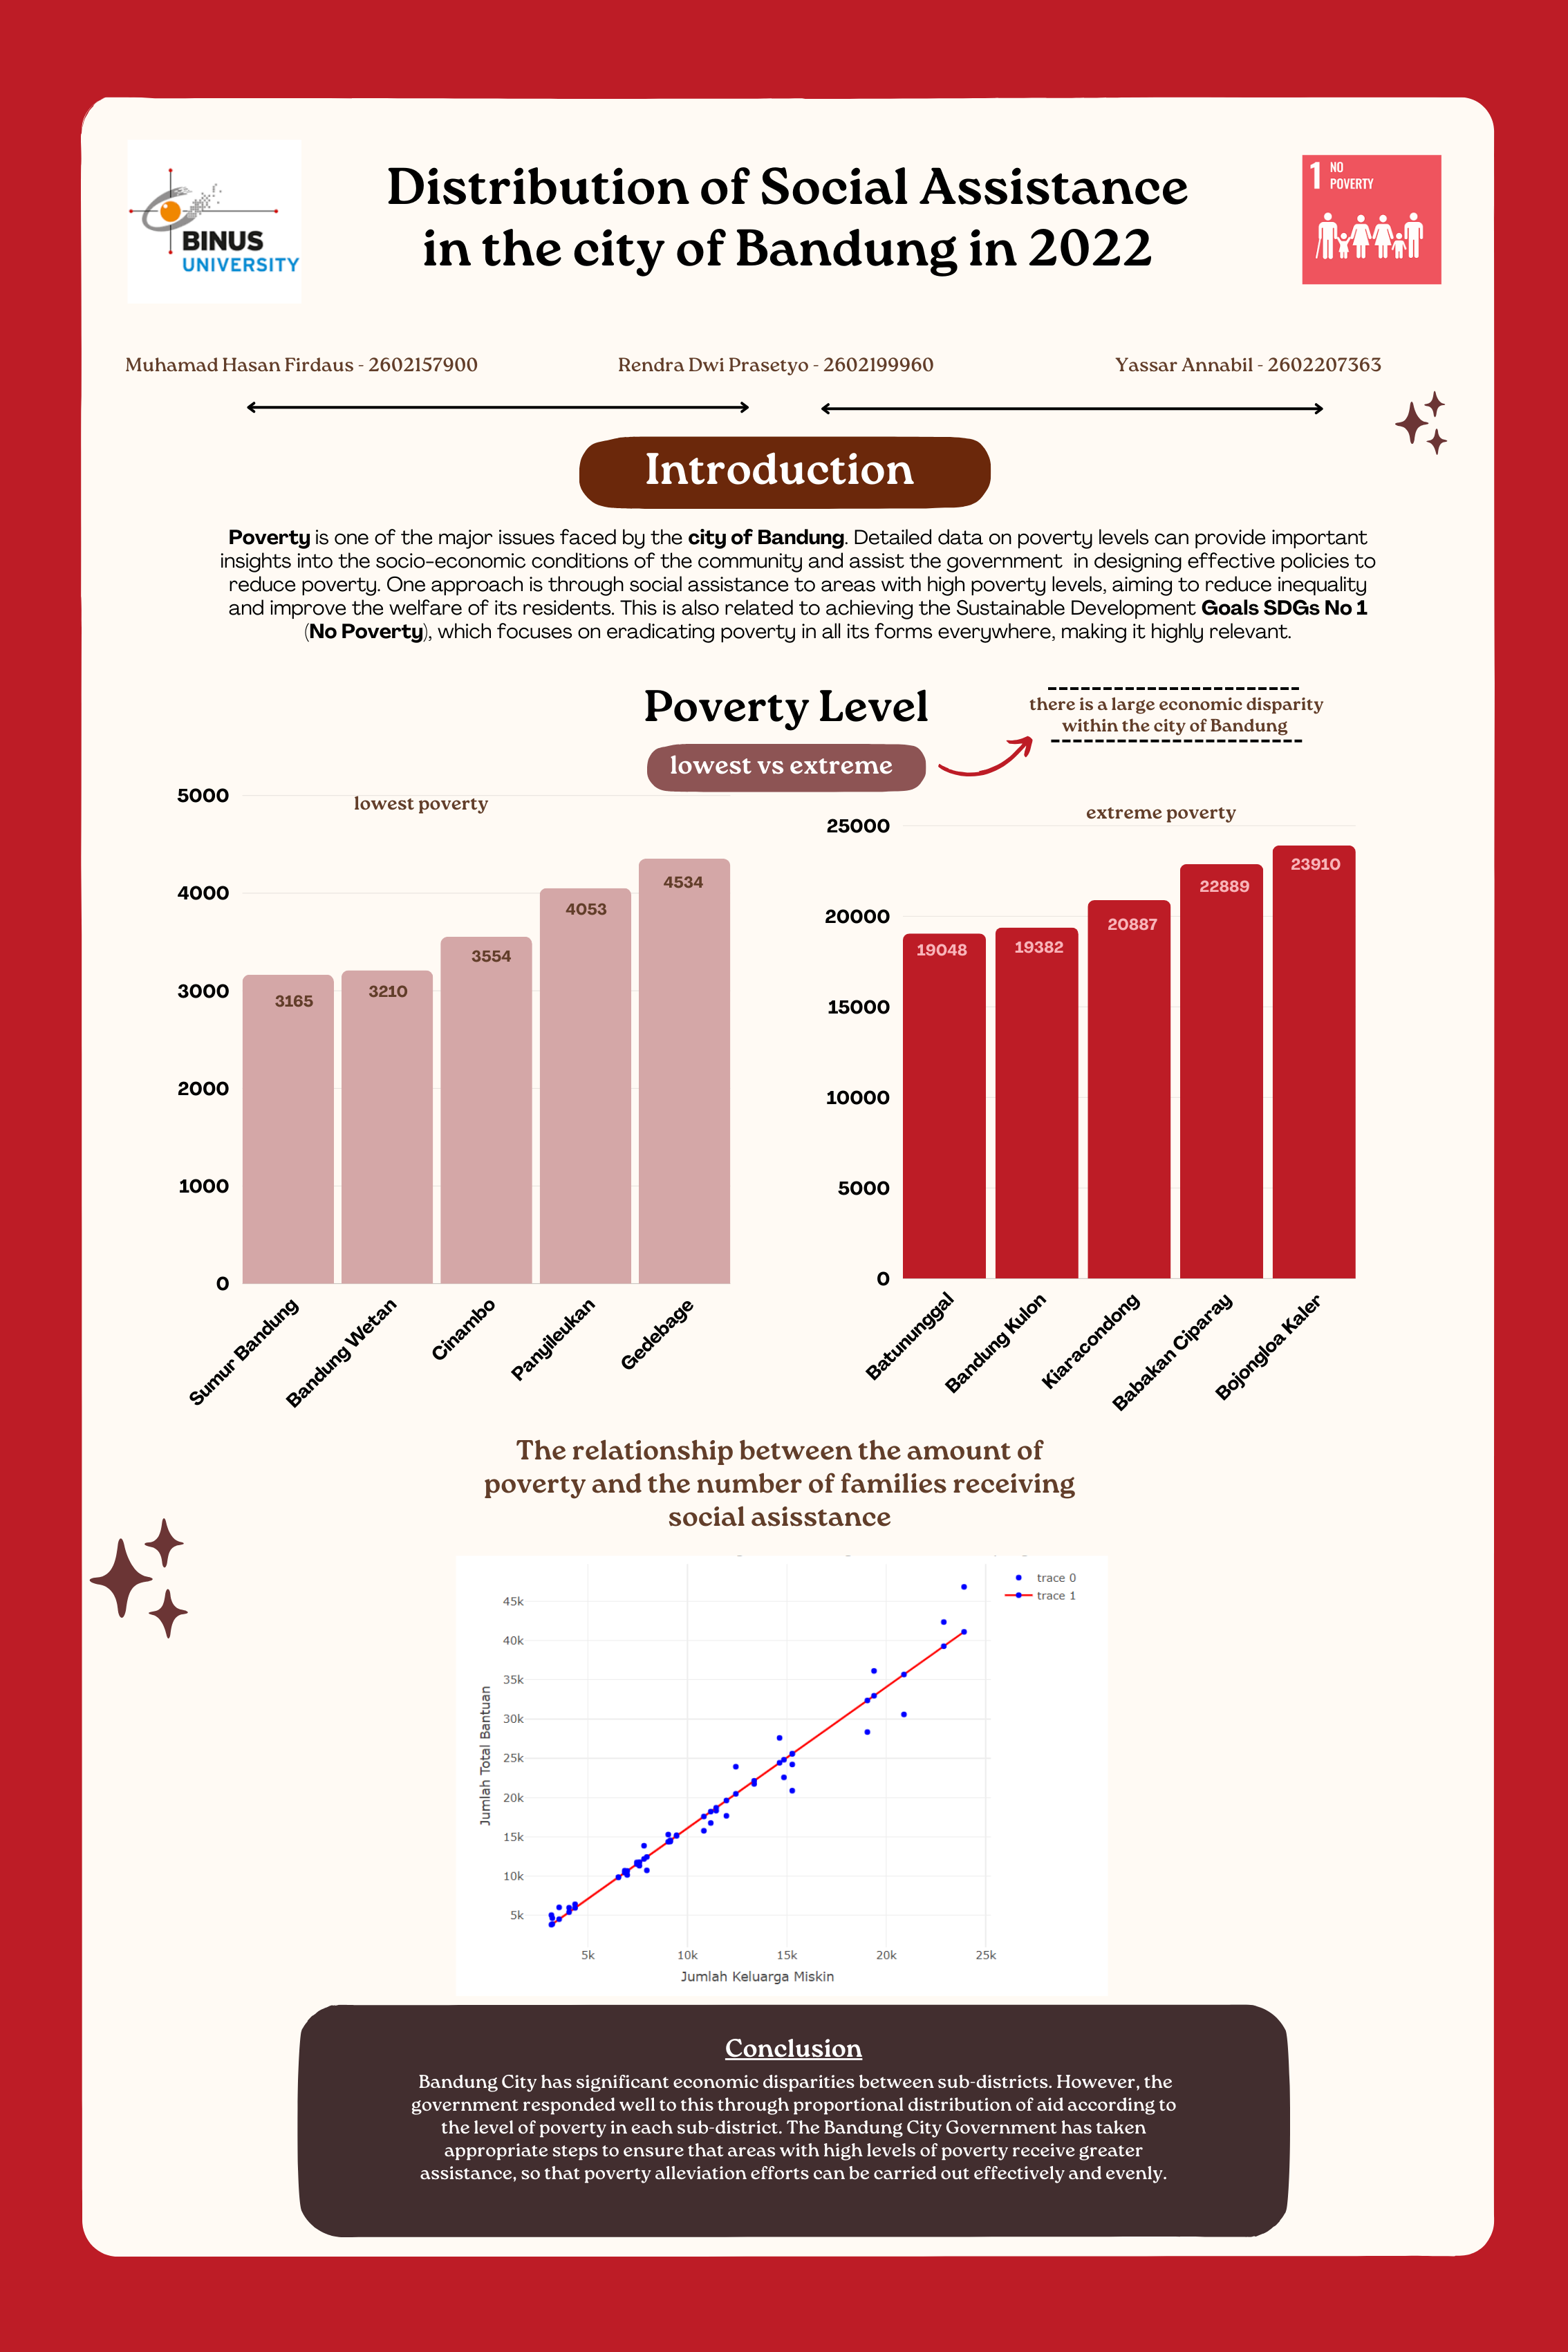 BINUS
UNIVERSITY
Distribution of Social Assistance
in the city of Bandung in 2022
1 NO
POVERTY
Muhamad Hasan Firdaus - 2602157900
Rendra Dwi Prasetyo - 2602199960
Yassar Annabil - 2602207363
Introduction
Poverty is one of the major issues faced by the city of Bandung. Detailed data on poverty levels can provide important
insights into the socio-economic conditions of the community and assist the government in designing effective policies to
reduce poverty. One approach is through social assistance to areas with high poverty levels, aiming to reduce inequality
and improve the welfare of its residents. This is also related to achieving the Sustainable Development Goals SDGs No 1
(No Poverty), which focuses on eradicating poverty in all its forms everywhere, making it highly relevant.
Poverty Level
there is a large economic disparity
within the city of Bandung
lowest vs extreme
lowest poverty
5000
4000
3000
2000
1000
0
3165
3210
3554
4053
4534
Sumur Bandung
Bandung Wetan
Cinambo
Panyileukan
Gedebage
extreme poverty
25000
20000
15000
10000
5000
0
19048
19382
20887
22889
23910
Batununggal
Bandung Kulon
Kiaracondong
Babakan Ciparay
Bojongloa Kaler
The relationship between the amount of
poverty and the number of families receiving
social asisstance
trace 0
trace 1
Jumlah Total Bantuan
45k
40k
35k
30k
25k
20k
15k
10k
5k
5k
10k
15k
20k
25k
Jumlah Keluarga Miskin
Conclusion
Bandung City has significant economic disparities between sub-districts. However, the
government responded well to this through proportional distribution of aid according to
the level of poverty in each sub-district. The Bandung City Government has taken
appropriate steps to ensure that areas with high levels of poverty receive greater
assistance, so that poverty alleviation efforts can be carried out effectively and evenly.